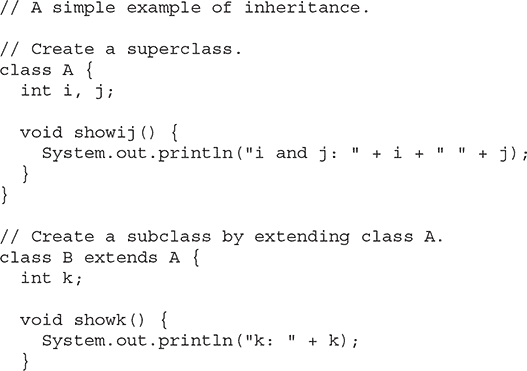 // A simple example of inheritance.

// Create a superclass.
class A {
  int i, j;

  void showij() {
    System.out.println("i and j: " + i + " " + j);
  }
}

// Create a subclass by extending class A.
class B extends A {
  int k;

  void showk() {
    System.out.println("k: " + k);
  }